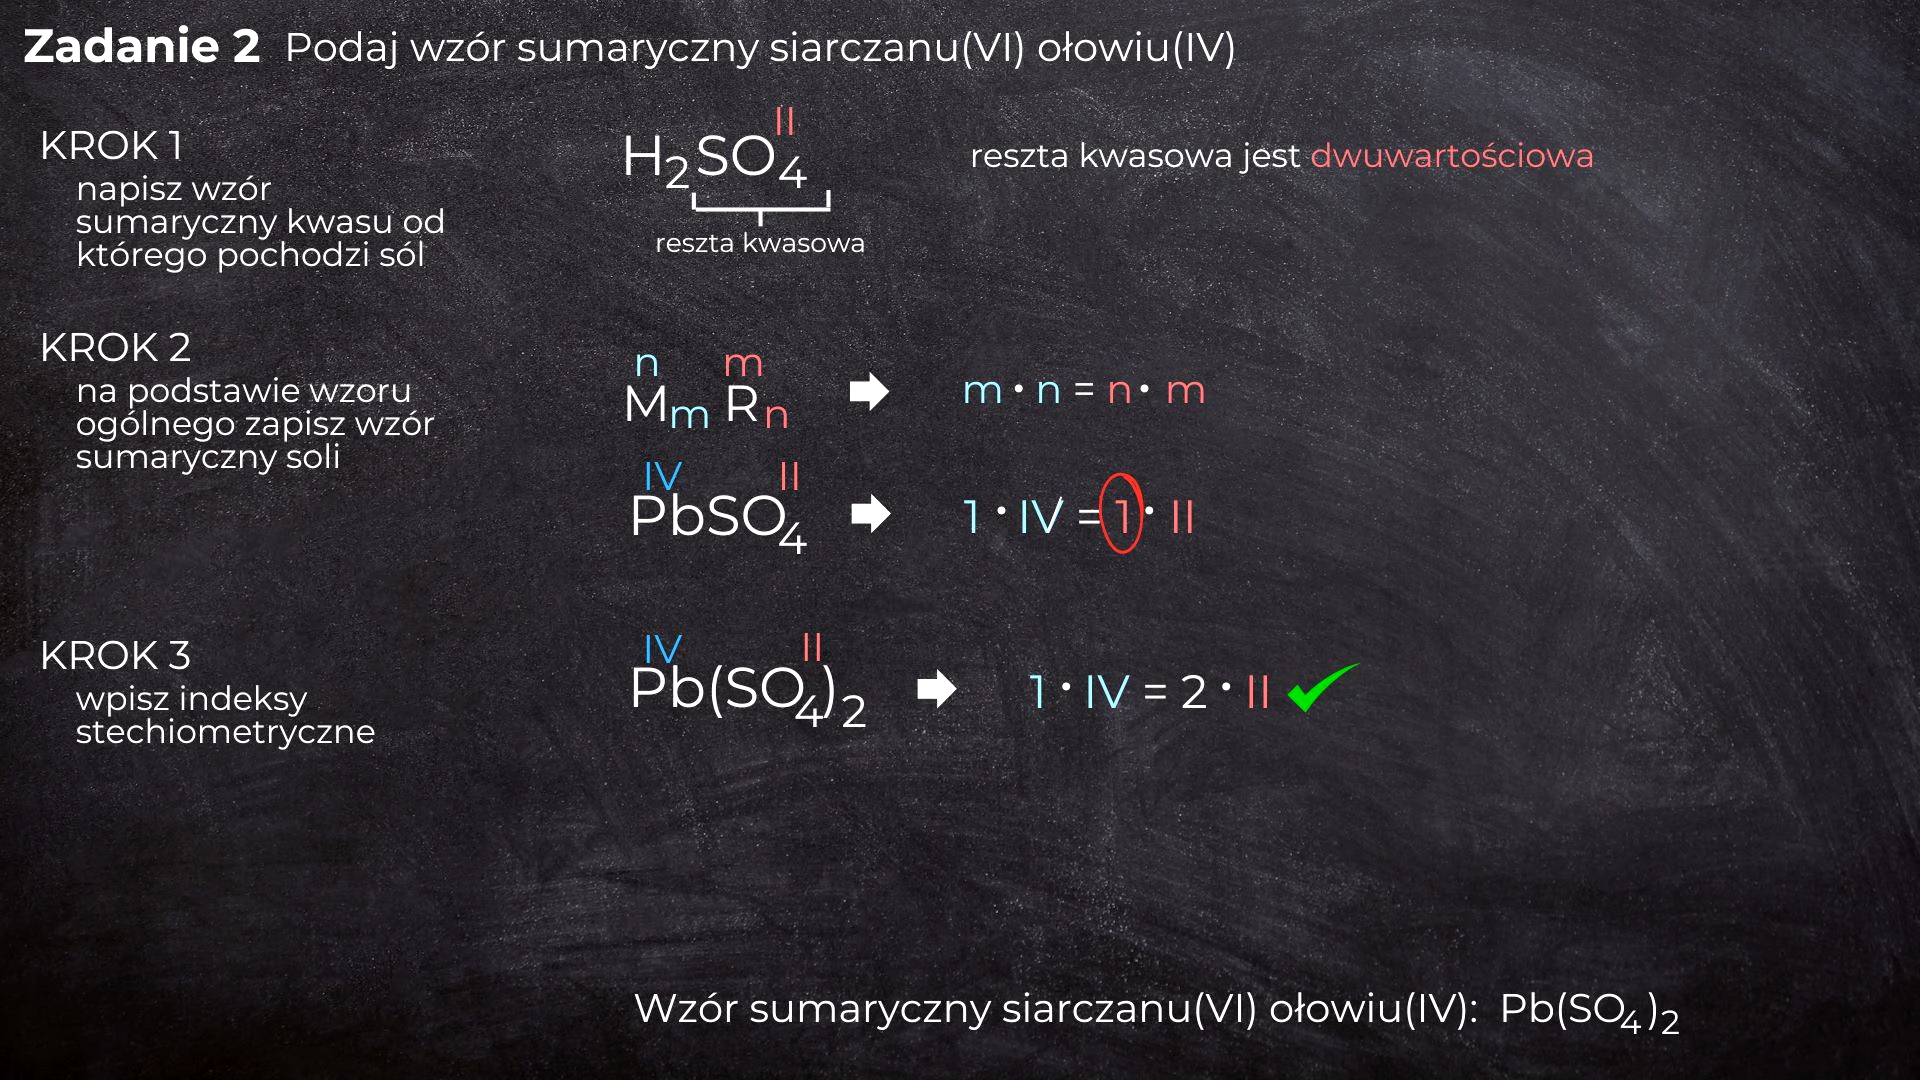 Zadanie 2 Podaj wzór sumaryczny siarczanu(VI) ołowiu(IV)
KROK 1
napisz wzór
sumaryczny kwasu od
którego pochodzi sól
II
H₂SO₄
reszta kwasowa
reszta kwasowa jest dwuwartościowa
KROK 2
na podstawie wzoru
ogólnego zapisz wzór
sumaryczny soli
n m
Mm Rn
m · n = n · m
IV II
PbSO₄
1 · IV = 1 · II
KROK 3
wpisz indeksy
stechiometryczne
IV II
Pb(SO₄)₂
1 · IV = 2 · II
Wzór sumaryczny siarczanu(VI) ołowiu(IV): Pb(SO₄)₂